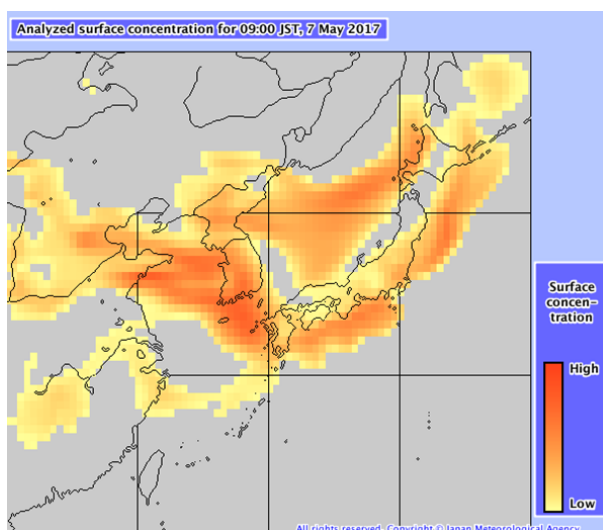 Analyzed surface concentration for 09:00 JST, 7 May 2017
Surface
concen-
tration
High
Low
All rights reserved. Copyright © Japan Meteorological Agency